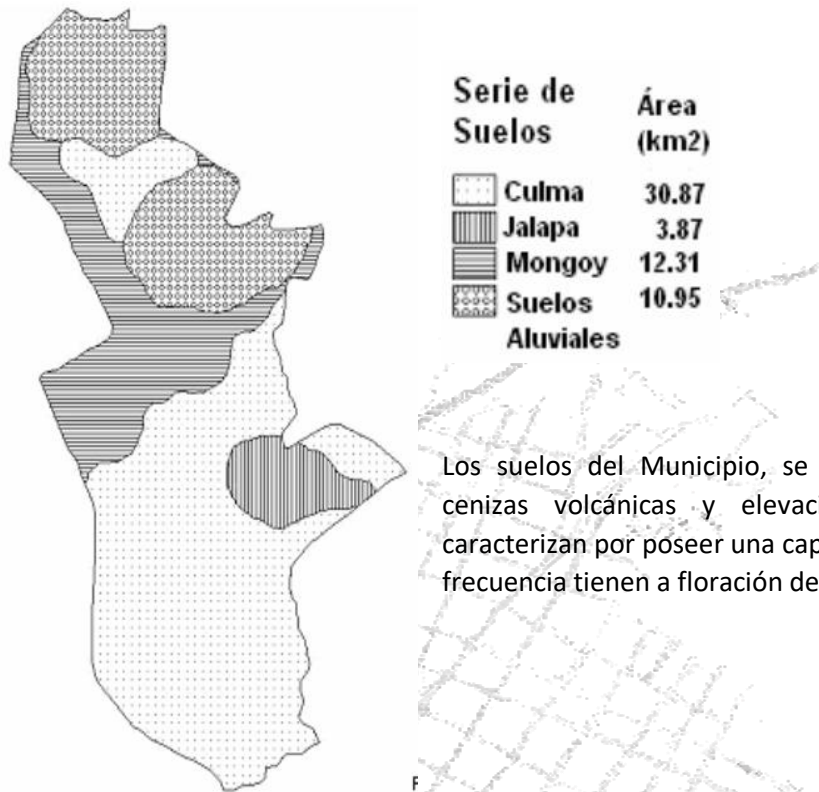 Serie de Suelos Área (km2)
Culma 30.87
Jalapa 3.87
Mongoy 12.31
Suelos Aluviales 10.95
Los suelos del Municipio, se
cenizas volcánicas y elevaci
caracterizan por poseer una cap
frecuencia tienen a floración de
F